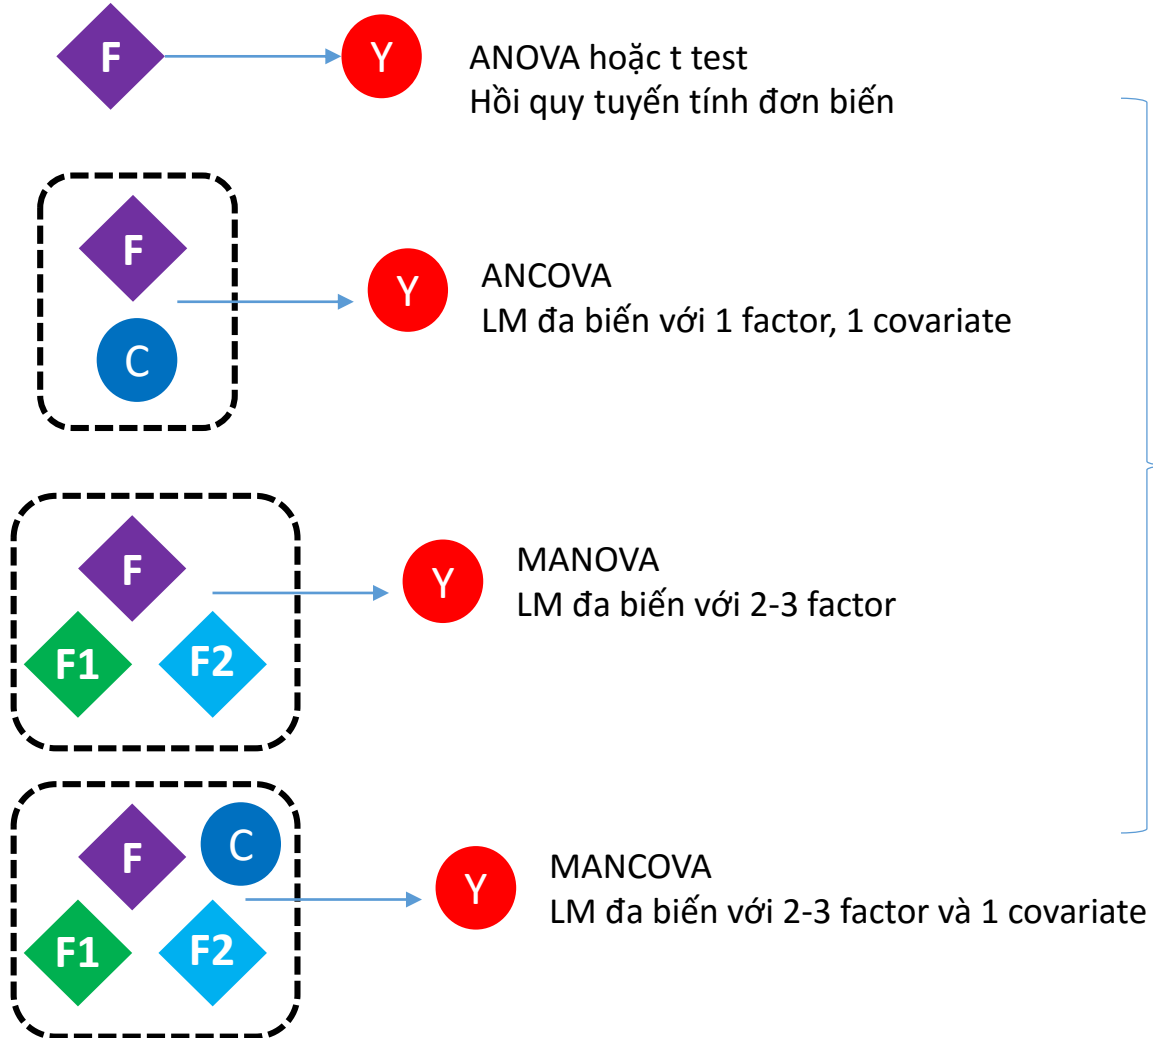 F
Y
ANOVA hoặc t test
Hồi quy tuyến tính đơn biến
F
C
Y
ANCOVA
LM đa biến với 1 factor, 1 covariate
F
F1
F2
Y
MANOVA
LM đa biến với 2-3 factor
F
C
F1
F2
Y
MANCOVA
LM đa biến với 2-3 factor và 1 covariate